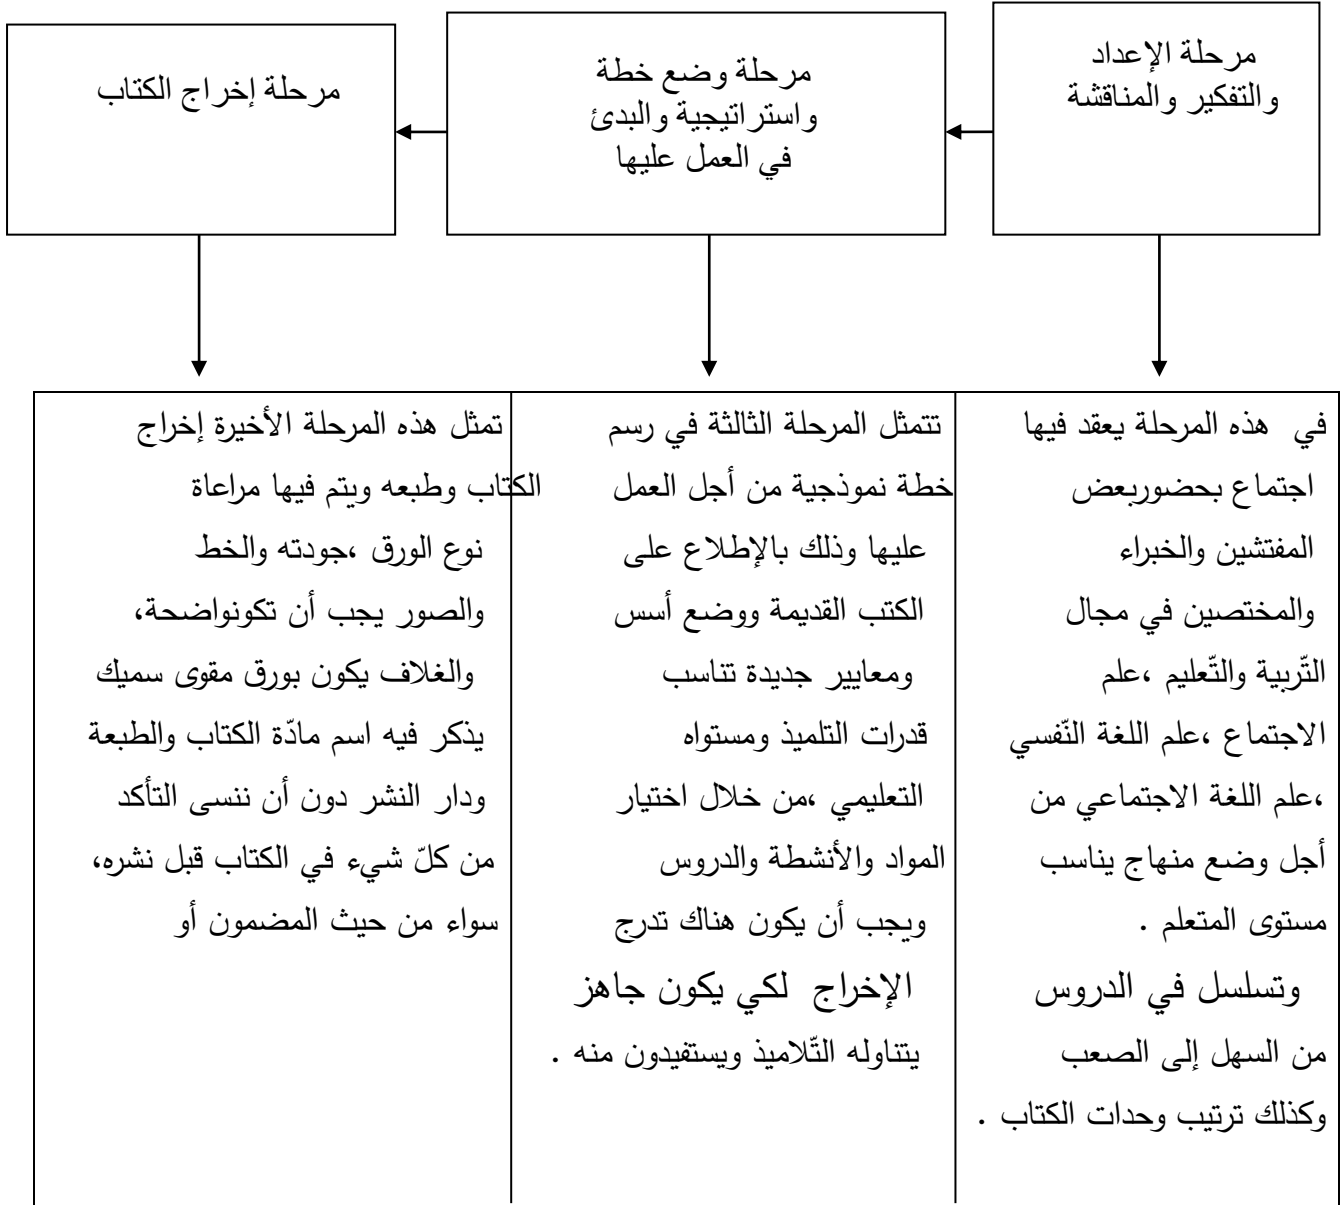 مرحلة الإعداد
والتفكير والمناقشة
مرحلة وضع خطة
واستراتيجية والبدئ
في العمل عليها
مرحلة إخراج الكتاب
في هذه المرحلة يعقد فيها
اجتماع بحضوربعض
المفتشين والخبراء
والمختصين في مجال
التّربية والتّعليم ،علم
الاجتماع ،علم اللغة النّفسي
،علم اللغة الاجتماعي من
أجل وضع منهاج يناسب
مستوى المتعلم .
وتسلسل في الدروس
من السهل إلى الصعب
وكذلك ترتيب وحدات الكتاب .
تتمثل المرحلة الثالثة في رسم
خطة نموذجية من أجل العمل
عليها وذلك بالإطلاع على
الكتب القديمة ووضع أسس
ومعايير جديدة تناسب
قدرات التلميذ ومستواه
التعليمي ،من خلال اختيار
المواد والأنشطة والدروس
ويجب أن يكون هناك تدرج
الإخراج لكي يكون جاهز
يتناوله التّلاميذ ويستفيدون منه .
تمثل هذه المرحلة الأخيرة إخراج
الكتاب وطبعه ويتم فيها مراعاة
نوع الورق ،جودته والخط
والصور يجب أن تكونواضحة،
والغلاف يكون بورق مقوى سميك
يذكر فيه اسم مادّة الكتاب والطبعة
ودار النشر دون أن ننسى التأكد
من كلّ شيء في الكتاب قبل نشره،
سواء من حيث المضمون أو